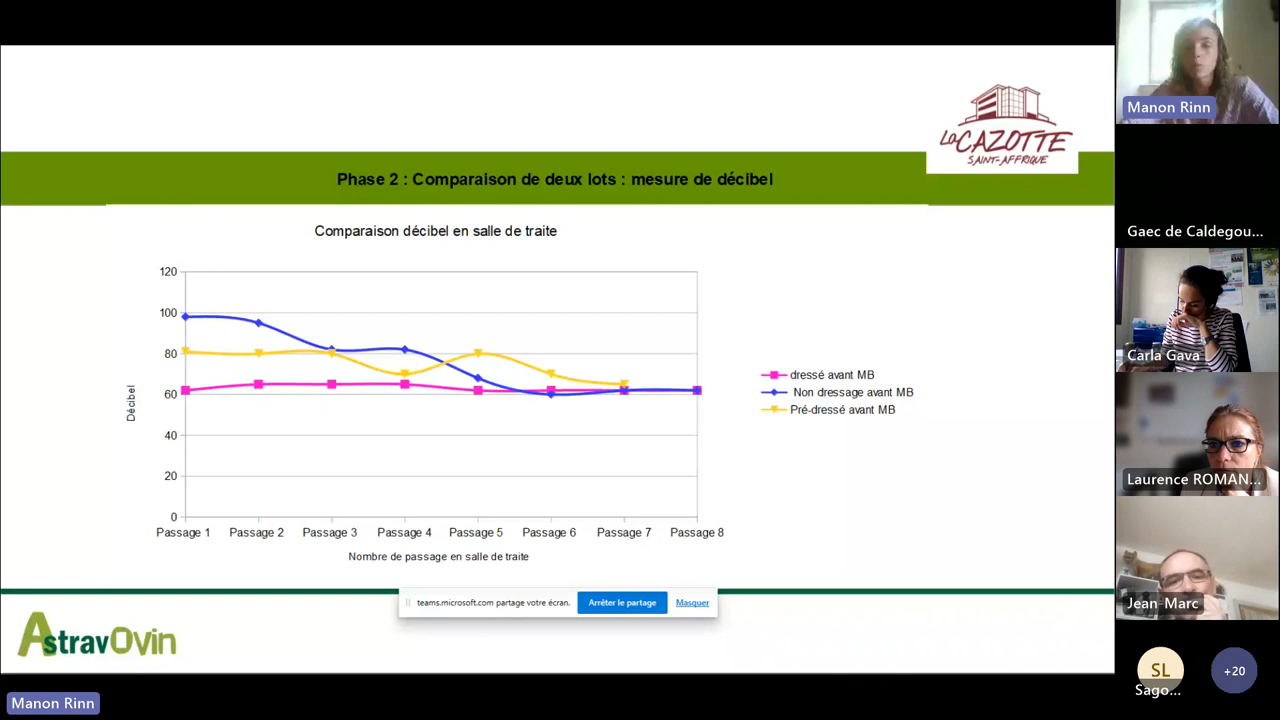 La CAZOTTE
SAINT-AFFRIQUE
Phase 2 : Comparaison de deux lots : mesure de décibel
Comparaison décibel en salle de traite
120
100
80
60
40
20
0
Décibel
Passage 1 Passage 2 Passage 3 Passage 4 Passage 5 Passage 6 Passage 7 Passage 8
Nombre de passage en salle de traite
dressé avant MB
Non dressage avant MB
Pré-dressé avant MB
teams.microsoft.com partage votre écran. Arrêter le partage Masquer
AstravOvin
Manon Rinn
Manon Rinn
Gaec de Caldegou...
Carla Gava
Laurence ROMAN...
Jean-Marc
SL
Sago...
+20